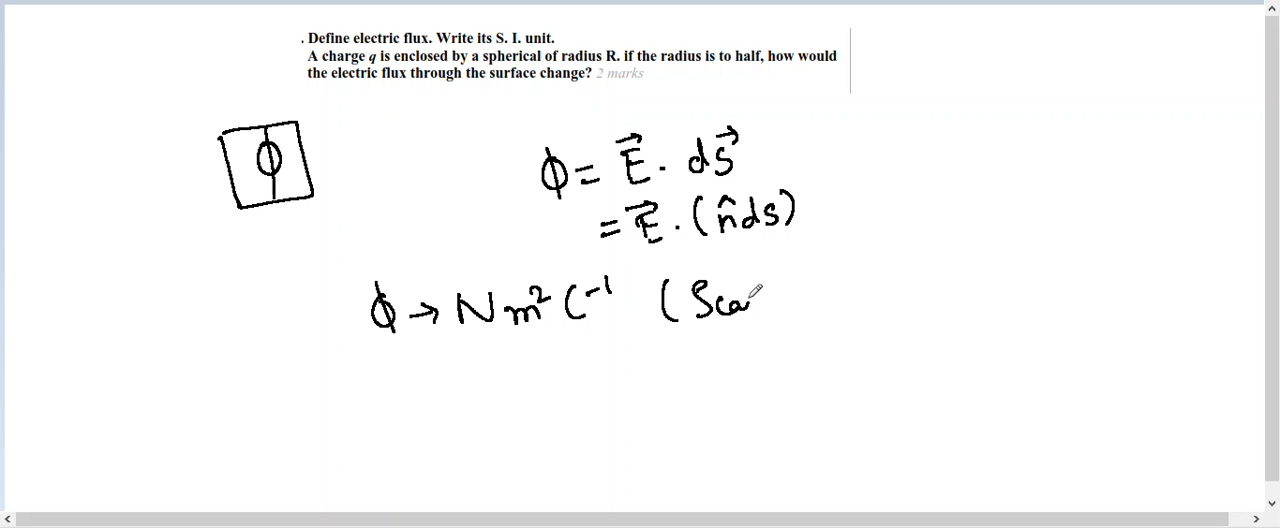 . Define electric flux. Write its S. I. unit.
A charge q is enclosed by a spherical of radius R. if the radius is to half, how would
the electric flux through the surface change? 2 marks
ϕ
ϕ = E⃗ . dS⃗
= E⃗ . (n̂ds)
ϕ → Nm²C⁻¹ (Sca